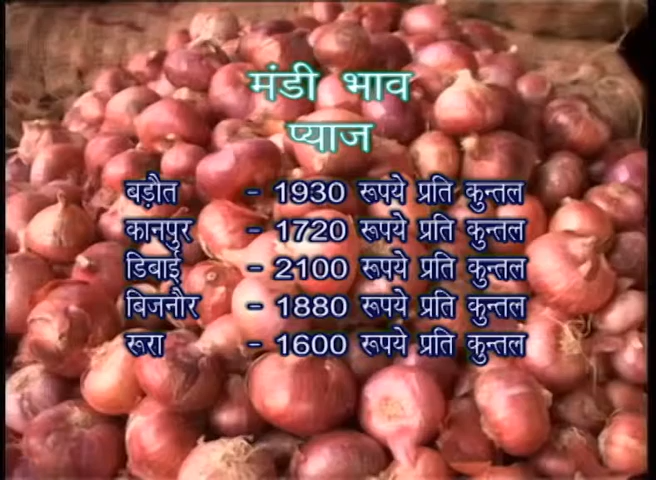 मंडी भाव
प्याज
बड़ौत - 1930 रूपये प्रति कुन्तल
कानपुर - 1720 रूपये प्रति कुन्तल
डिबाई - 2100 रूपये प्रति कुन्तल
बिजनौर - 1880 रूपये प्रति कुन्तल
रूरा - 1600 रूपये प्रति कुन्तल